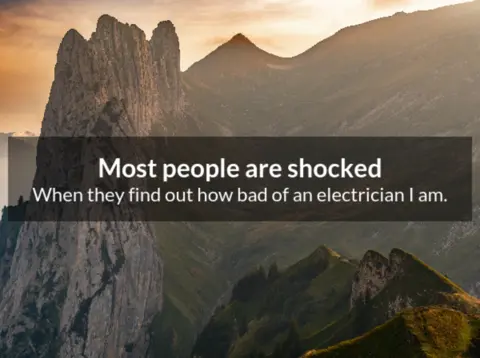 Most people are shocked
When they find out how bad of an electrician I am.